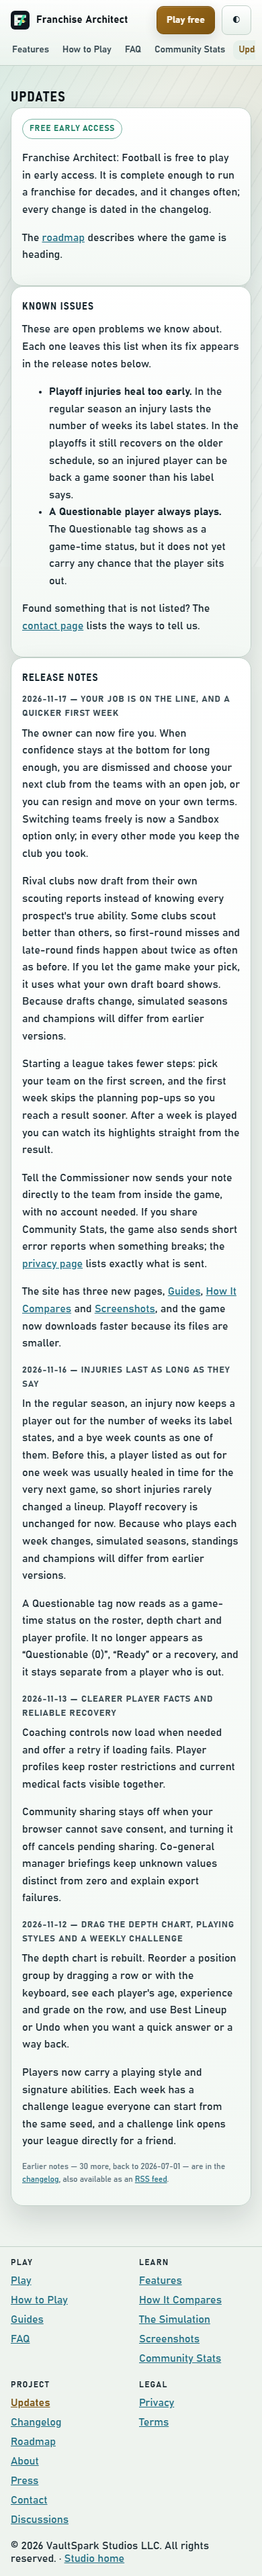 Franchise Architect
Play free
Features How to Play FAQ Community Stats Upd
UPDATES
FREE EARLY ACCESS
Franchise Architect: Football is free to play
in early access. It is complete enough to run
a franchise for decades, and it changes often;
every change is dated in the changelog.
The roadmap describes where the game is
heading.
KNOWN ISSUES
These are open problems we know about.
Each one leaves this list when its fix appears
in the release notes below.
• Playoff injuries heal too early. In the
regular season an injury lasts the
number of weeks its label states. In the
playoffs it still recovers on the older
schedule, so an injured player can be
back a game sooner than his label
says.
• A Questionable player always plays.
The Questionable tag shows as a
game-time status, but it does not yet
carry any chance that the player sits
out.
Found something that is not listed? The
contact page lists the ways to tell us.
RELEASE NOTES
2026-11-17 — YOUR JOB IS ON THE LINE, AND A
QUICKER FIRST WEEK
The owner can now fire you. When
confidence stays at the bottom for long
enough, you are dismissed and choose your
next club from the teams with an open job, or
you can resign and move on your own terms.
Switching teams freely is now a Sandbox
option only; in every other mode you keep the
club you took.
Rival clubs now draft from their own
scouting reports instead of knowing every
prospect's true ability. Some clubs scout
better than others, so first-round misses and
late-round finds happen about twice as often
as before. If you let the game make your pick,
it uses what your own draft board shows.
Because drafts change, simulated seasons
and champions will differ from earlier
versions.
Starting a league takes fewer steps: pick
your team on the first screen, and the first
week skips the planning pop-ups so you
reach a result sooner. After a week is played
you can watch its highlights straight from the
result.
Tell the Commissioner now sends your note
directly to the team from inside the game,
with no account needed. If you share
Community Stats, the game also sends short
error reports when something breaks; the
privacy page lists exactly what is sent.
The site has three new pages, Guides, How It
Compares and Screenshots, and the game
now downloads faster because its files are
smaller.
2026-11-16 — INJURIES LAST AS LONG AS THEY
SAY
In the regular season, an injury now keeps a
player out for the number of weeks its label
states, and a bye week counts as one of
them. Before this, a player listed as out for
one week was usually healed in time for the
very next game, so short injuries rarely
changed a lineup. Playoff recovery is
unchanged for now. Because who plays each
week changes, simulated seasons, standings
and champions will differ from earlier
versions.
A Questionable tag now reads as a game-
time status on the roster, depth chart and
player profile. It no longer appears as
“Questionable (0)”, “Ready” or a recovery, and
it stays separate from a player who is out.
2026-11-13 — CLEARER PLAYER FACTS AND
RELIABLE RECOVERY
Coaching controls now load when needed
and offer a retry if loading fails. Player
profiles keep roster restrictions and current
medical facts visible together.
Community sharing stays off when your
browser cannot save consent, and turning it
off cancels pending sharing. Co-general
manager briefings keep unknown values
distinct from zero and explain export
failures.
2026-11-12 — DRAG THE DEPTH CHART, PLAYING
STYLES AND A WEEKLY CHALLENGE
The depth chart is rebuilt. Reorder a position
group by dragging a row or with the
keyboard, see each player's age, experience
and grade on the row, and use Best Lineup
or Undo when you want a quick answer or a
way back.
Players now carry a playing style and
signature abilities. Each week has a
challenge league everyone can start from
the same seed, and a challenge link opens
your league directly for a friend.
Earlier notes — 30 more, back to 2026-07-01 — are in the
changelog, also available as an RSS feed.
PLAY
Play
How to Play
Guides
FAQ
LEARN
Features
How It Compares
The Simulation
Screenshots
Community Stats
PROJECT
Updates
Changelog
Roadmap
About
Press
Contact
Discussions
LEGAL
Privacy
Terms
© 2026 VaultSpark Studios LLC. All rights
reserved. · Studio home